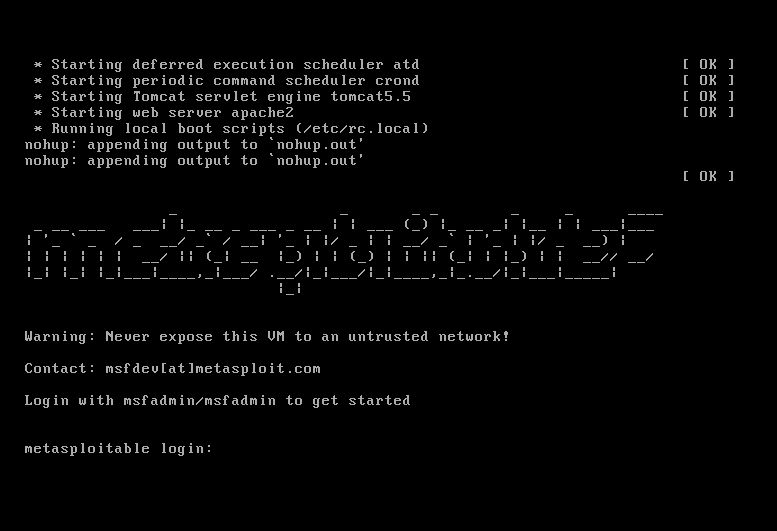 * Starting deferred execution scheduler atd [ OK ]
* Starting periodic command scheduler crond [ OK ]
* Starting Tomcat servlet engine tomcat5.5 [ OK ]
* Starting web server apache2 [ OK ]
* Running local boot scripts (/etc/rc.local)
nohup: appending output to `nohup.out'
nohup: appending output to `nohup.out'
[ OK ]
metasploitable2
Warning: Never expose this VM to an untrusted network!
Contact: msfdev[at]metasploit.com
Login with msfadmin/msfadmin to get started
metasploitable login: